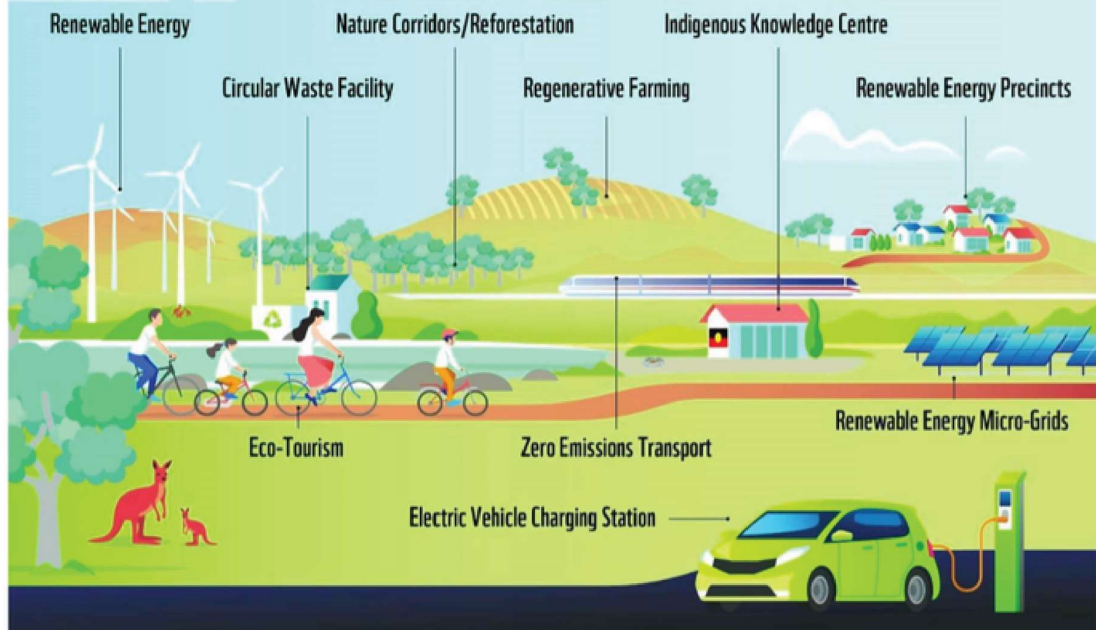 Renewable Energy
Nature Corridors/Reforestation
Indigenous Knowledge Centre
Circular Waste Facility
Regenerative Farming
Renewable Energy Precincts
Renewable Energy Micro-Grids
Eco-Tourism
Zero Emissions Transport
Electric Vehicle Charging Station